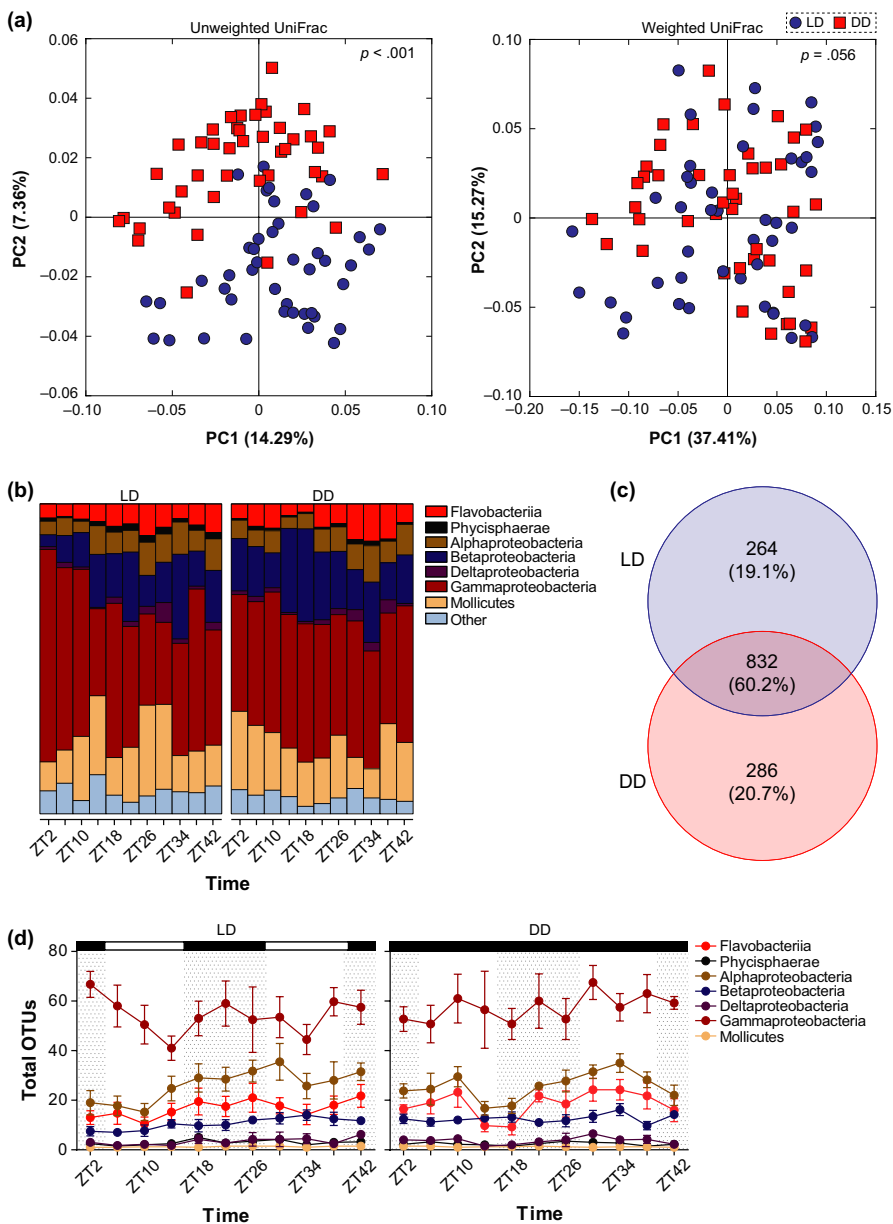 (a)
Unweighted UniFrac
p < .001
0.06
0.04
0.02
0
−0.02
−0.04
−0.06
−0.10
−0.05
0
0.05
0.10
PC2 (7.36%)
PC1 (14.29%)
Weighted UniFrac
LD DD
p = .056
0.10
0.05
0
−0.05
−0.10
−0.20
−0.15
−0.10
−0.05
0
0.05
0.10
0.15
PC2 (15.27%)
PC1 (37.41%)
(b)
LD
DD
Flavobacteriia
Phycisphaerae
Alphaproteobacteria
Betaproteobacteria
Deltaproteobacteria
Gammaproteobacteria
Mollicutes
Other
ZT2
ZT10
ZT18
ZT26
ZT34
ZT42
ZT2
ZT10
ZT18
ZT26
ZT34
ZT42
Time
(c)
LD
264
(19.1%)
832
(60.2%)
DD
286
(20.7%)
(d)
LD
DD
80
60
40
20
0
Total OTUs
ZT2
ZT10
ZT18
ZT26
ZT34
ZT42
Time
ZT2
ZT10
ZT18
ZT26
ZT34
ZT42
Time
Flavobacteriia
Phycisphaerae
Alphaproteobacteria
Betaproteobacteria
Deltaproteobacteria
Gammaproteobacteria
Mollicutes